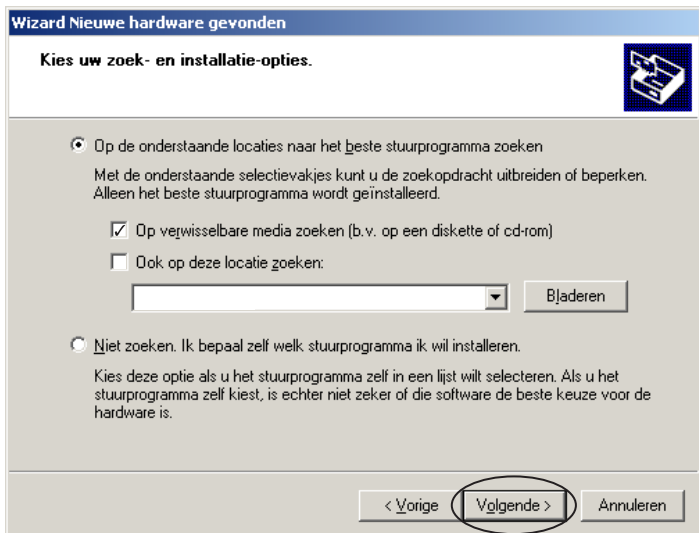 Wizard Nieuwe hardware gevonden
Kies uw zoek- en installatie-opties.
Op de onderstaande locaties naar het beste stuurprogramma zoeken
Met de onderstaande selectievakjes kunt u de zoekopdracht uitbreiden of beperken.
Alleen het beste stuurprogramma wordt geïnstalleerd.
Op verwisselbare media zoeken (b.v. op een diskette of cd-rom)
Ook op deze locatie zoeken:
Bladeren
Niet zoeken. Ik bepaal zelf welk stuurprogramma ik wil installeren.
Kies deze optie als u het stuurprogramma zelf in een lijst wilt selecteren. Als u het
stuurprogramma zelf kiest, is echter niet zeker of die software de beste keuze voor de
hardware is.
< Vorige Volgende > Annuleren